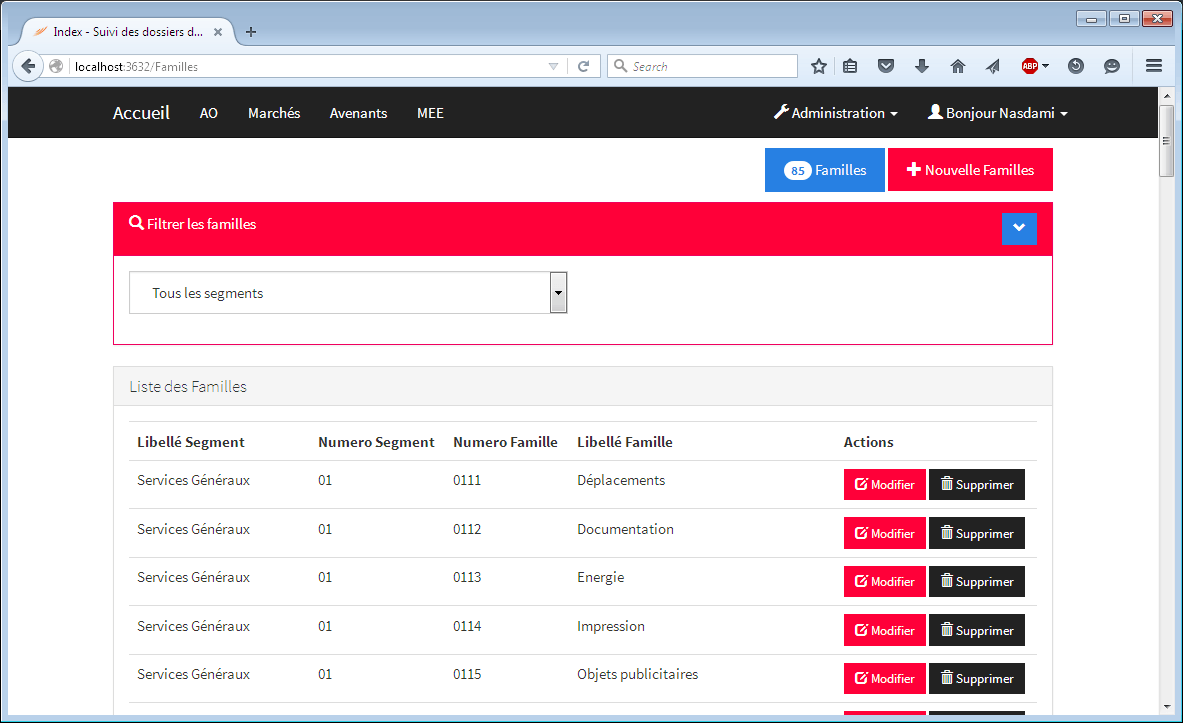 Index - Suivi des dossiers d...
localhost:3632/Familles
Search
ABP
Accueil AO Marchés Avenants MEE Administration Bonjour Nasdami
85 Familles Nouvelle Familles
Filtrer les familles
Tous les segments
Liste des Familles
Libellé Segment Numero Segment Numero Famille Libellé Famille Actions
Services Généraux 01 0111 Déplacements Modifier Supprimer
Services Généraux 01 0112 Documentation Modifier Supprimer
Services Généraux 01 0113 Energie Modifier Supprimer
Services Généraux 01 0114 Impression Modifier Supprimer
Services Généraux 01 0115 Objets publicitaires Modifier Supprimer